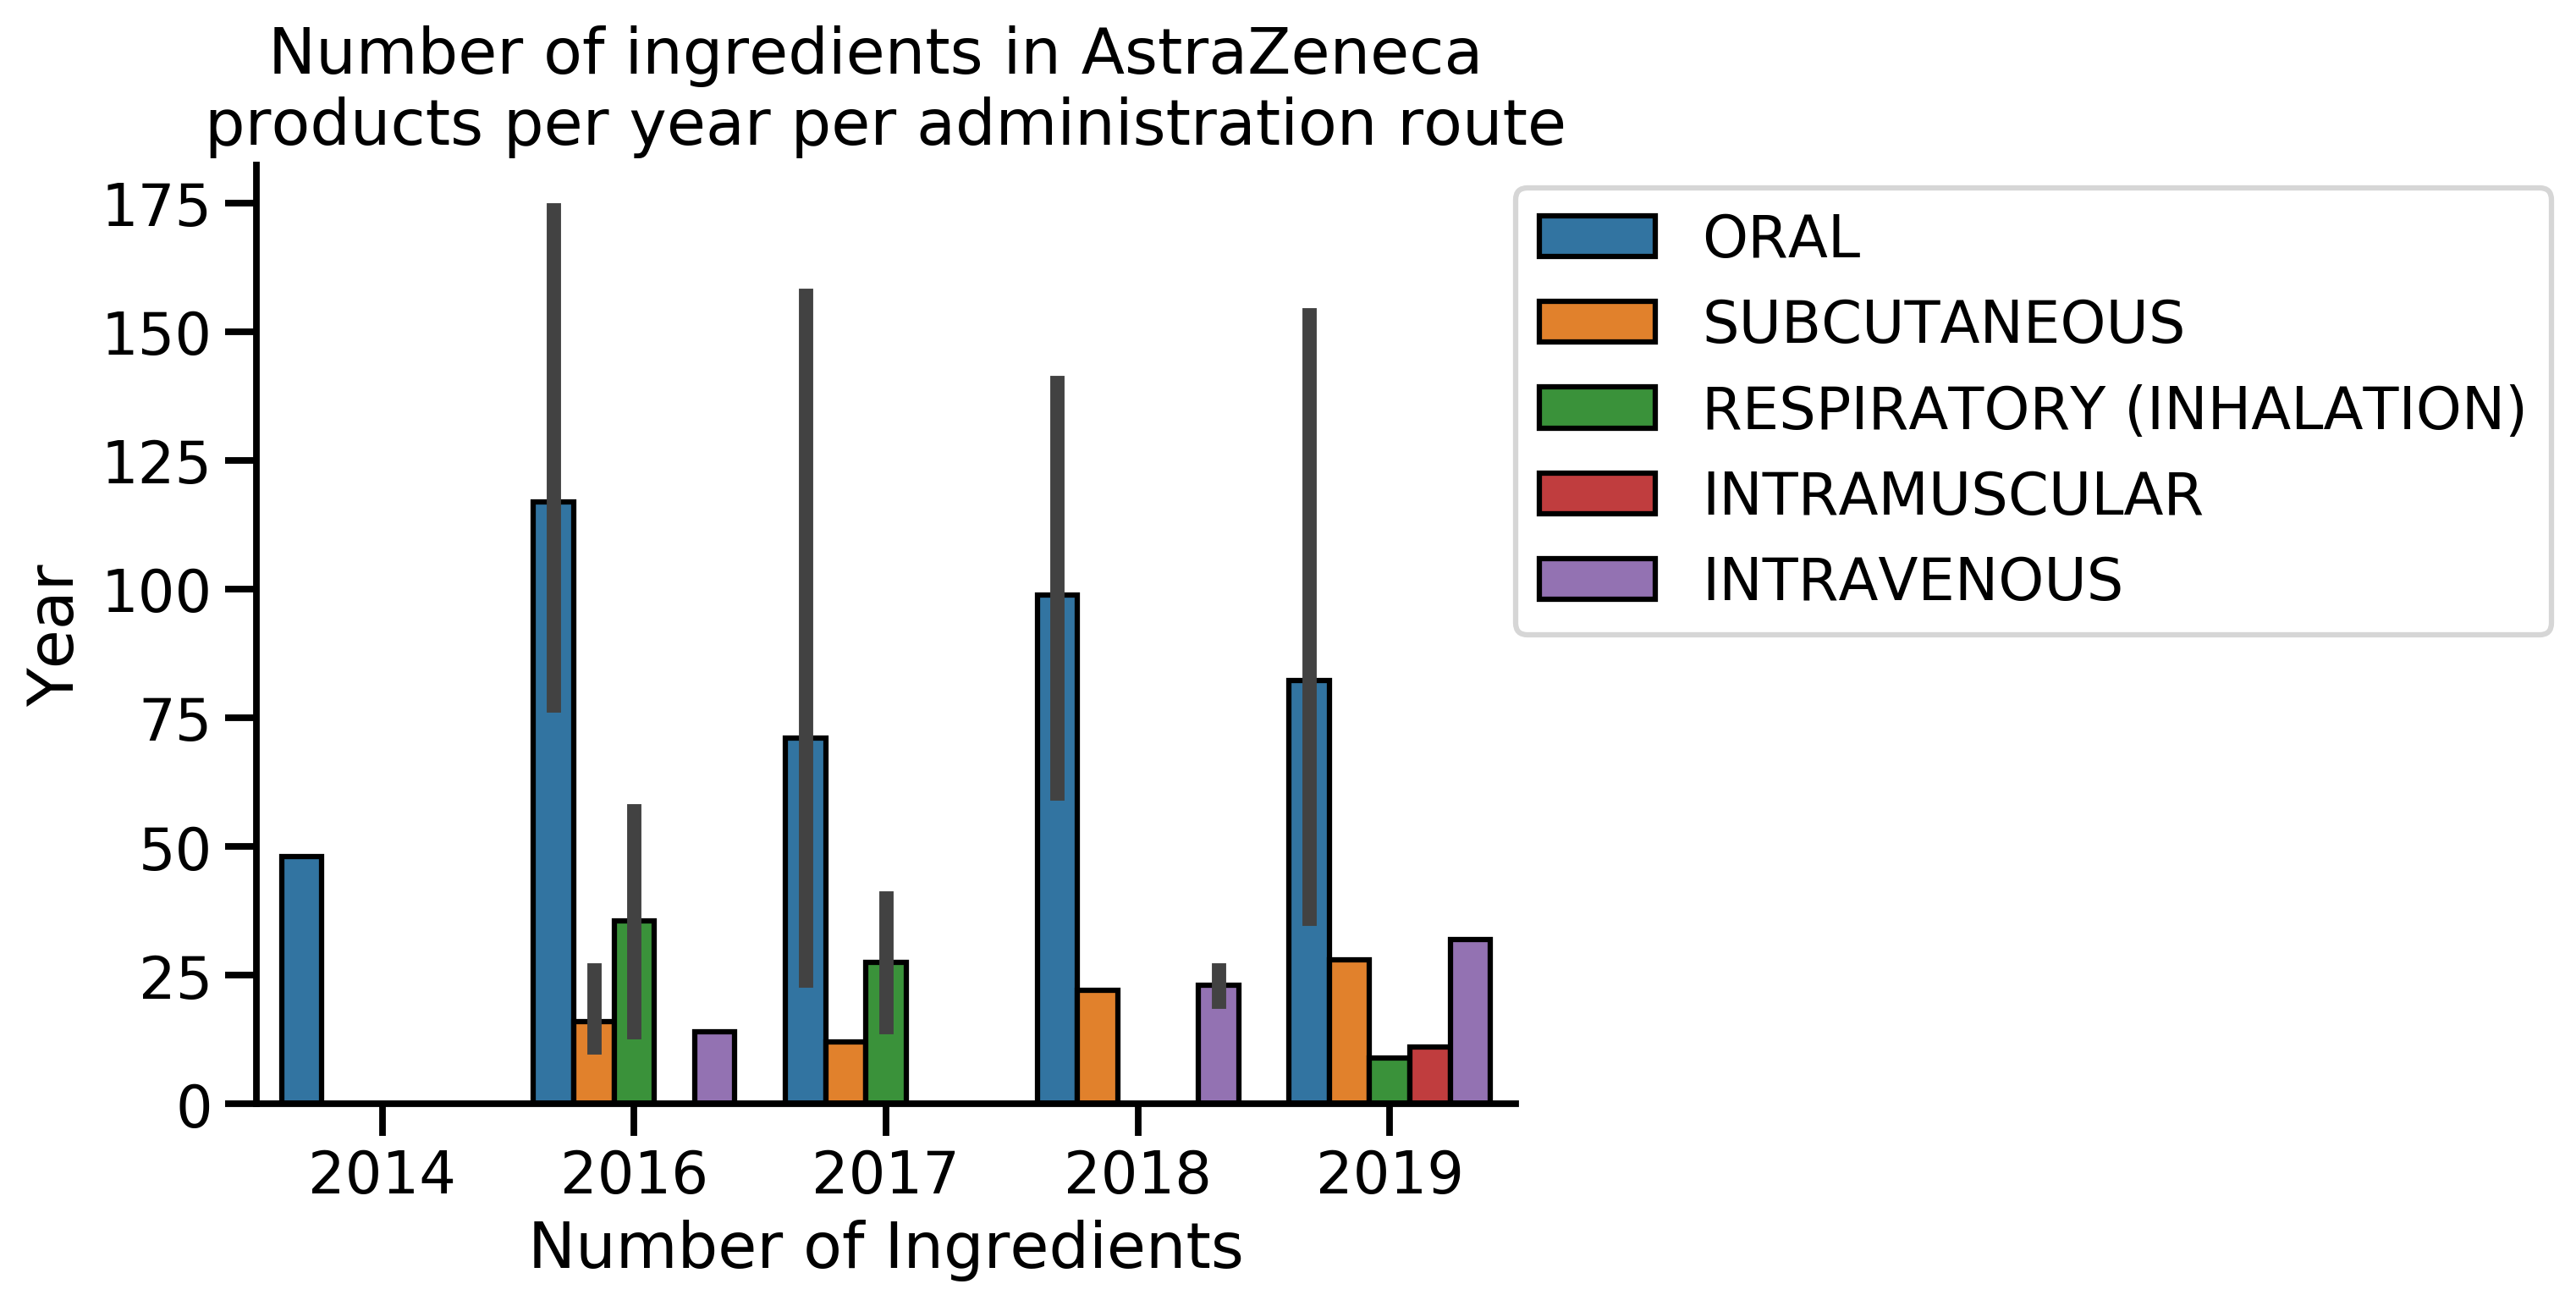 Number of ingredients in AstraZeneca
products per year per administration route
175
150
125
100
75
50
25
0
Year
2014 2016 2017 2018 2019
Number of Ingredients
ORAL
SUBCUTANEOUS
RESPIRATORY (INHALATION)
INTRAMUSCULAR
INTRAVENOUS